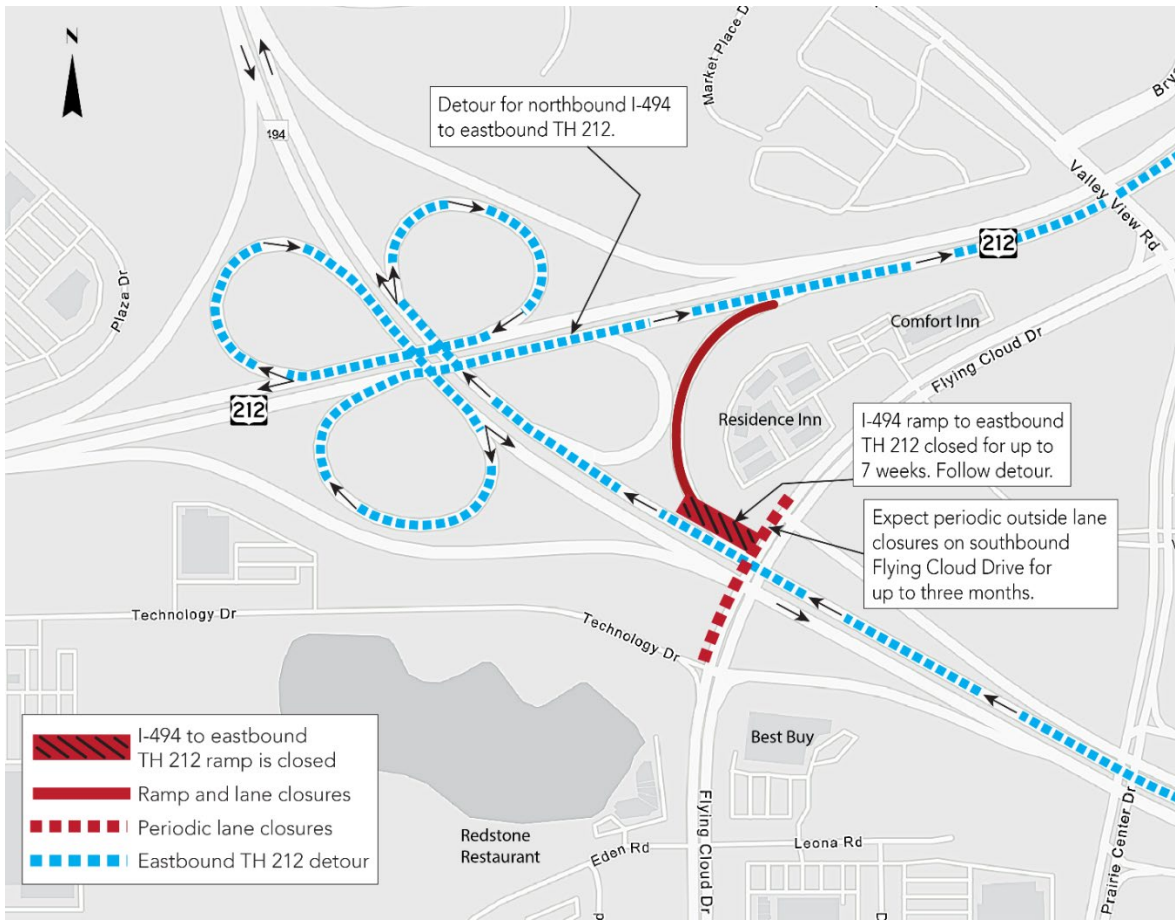 N
Market Place D
Brya
Detour for northbound I-494
to eastbound TH 212.
494
Valley View Rd
212
Plaza Dr
Comfort Inn
Flying Cloud Dr
212
Residence Inn
I-494 ramp to eastbound
TH 212 closed for up to
7 weeks. Follow detour.
Expect periodic outside lane
closures on southbound
Flying Cloud Drive for
up to three months.
Technology Dr
Technology Dr
I-494 to eastbound
TH 212 ramp is closed
Ramp and lane closures
Periodic lane closures
Eastbound TH 212 detour
Best Buy
Redstone
Restaurant
Flying Cloud Dr
Eden Rd
Leona Rd
Prairie Center Dr